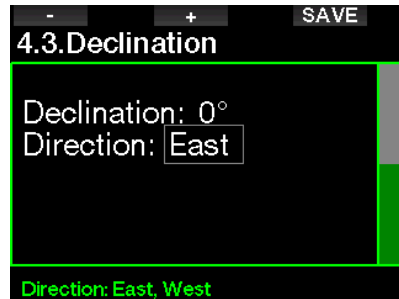 - + SAVE
4.3.Declination
Declination: 0°
Direction: East
Direction: East, West